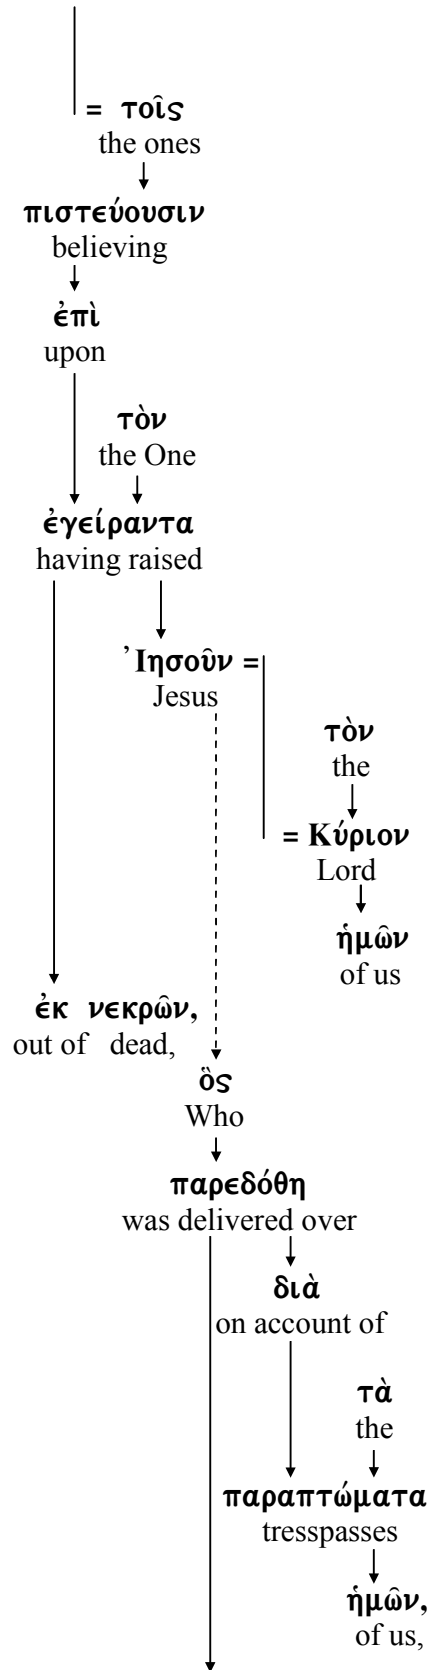 = τοῖς
the ones
πιστεύουσιν
believing
ἐπὶ
upon
τὸν
the One
ἐγείραντα
having raised
Ἰησοῦν =
Jesus
τὸν
the
= Κύριον
Lord
ἡμῶν
of us
ἐκ νεκρῶν,
out of dead,
ὃς
Who
παρεδόθη
was delivered over
διὰ
on account of
τὰ
the
παραπτώματα
tresspasses
ἡμῶν,
of us,